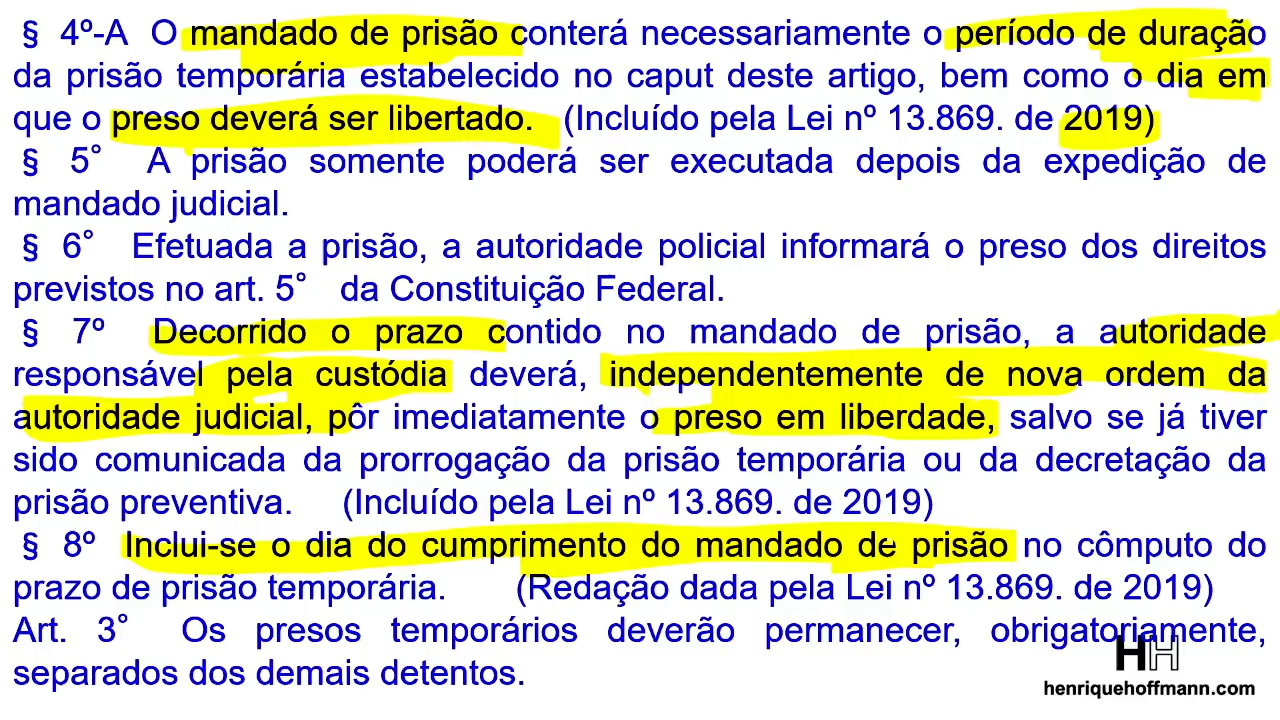 § 4º-A O mandado de prisão conterá necessariamente o período de duração
da prisão temporária estabelecido no caput deste artigo, bem como o dia em
que o preso deverá ser libertado. (Incluído pela Lei nº 13.869. de 2019)
§ 5° A prisão somente poderá ser executada depois da expedição de
mandado judicial.
§ 6° Efetuada a prisão, a autoridade policial informará o preso dos direitos
previstos no art. 5° da Constituição Federal.
§ 7º Decorrido o prazo contido no mandado de prisão, a autoridade
responsável pela custódia deverá, independentemente de nova ordem da
autoridade judicial, pôr imediatamente o preso em liberdade, salvo se já tiver
sido comunicada da prorrogação da prisão temporária ou da decretação da
prisão preventiva. (Incluído pela Lei nº 13.869. de 2019)
§ 8º Inclui-se o dia do cumprimento do mandado de prisão no cômputo do
prazo de prisão temporária. (Redação dada pela Lei nº 13.869. de 2019)
Art. 3° Os presos temporários deverão permanecer, obrigatoriamente,
separados dos demais detentos.
HH
henriquehoffmann.com